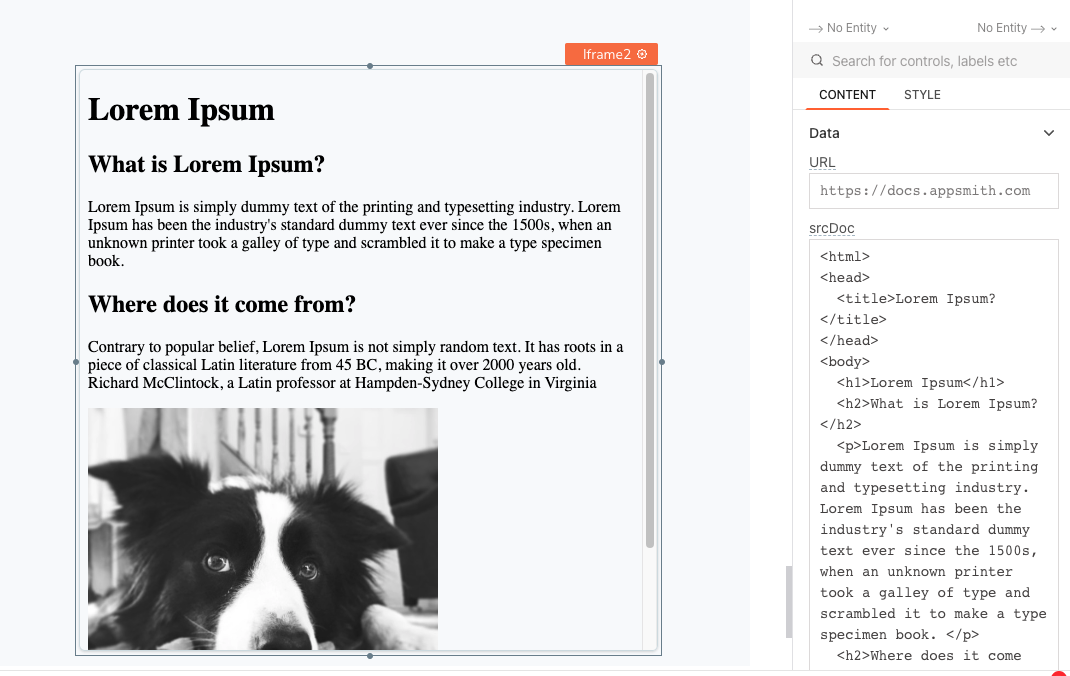 Iframe2
Lorem Ipsum
What is Lorem Ipsum?
Lorem Ipsum is simply dummy text of the printing and typesetting industry. Lorem
Ipsum has been the industry's standard dummy text ever since the 1500s, when an
unknown printer took a galley of type and scrambled it to make a type specimen
book.
Where does it come from?
Contrary to popular belief, Lorem Ipsum is not simply random text. It has roots in a
piece of classical Latin literature from 45 BC, making it over 2000 years old.
Richard McClintock, a Latin professor at Hampden-Sydney College in Virginia
No Entity
No Entity
Search for controls, labels etc
CONTENT STYLE
Data
URL
https://docs.appsmith.com
srcDoc
<html>
<head>
  <title>Lorem Ipsum?
</title>
</head>
<body>
  <h1>Lorem Ipsum</h1>
  <h2>What is Lorem Ipsum?
</h2>
  <p>Lorem Ipsum is simply
dummy text of the printing
and typesetting industry.
Lorem Ipsum has been the
industry's standard dummy
text ever since the 1500s,
when an unknown printer
took a galley of type and
scrambled it to make a type
specimen book. </p>
  <h2>Where does it come